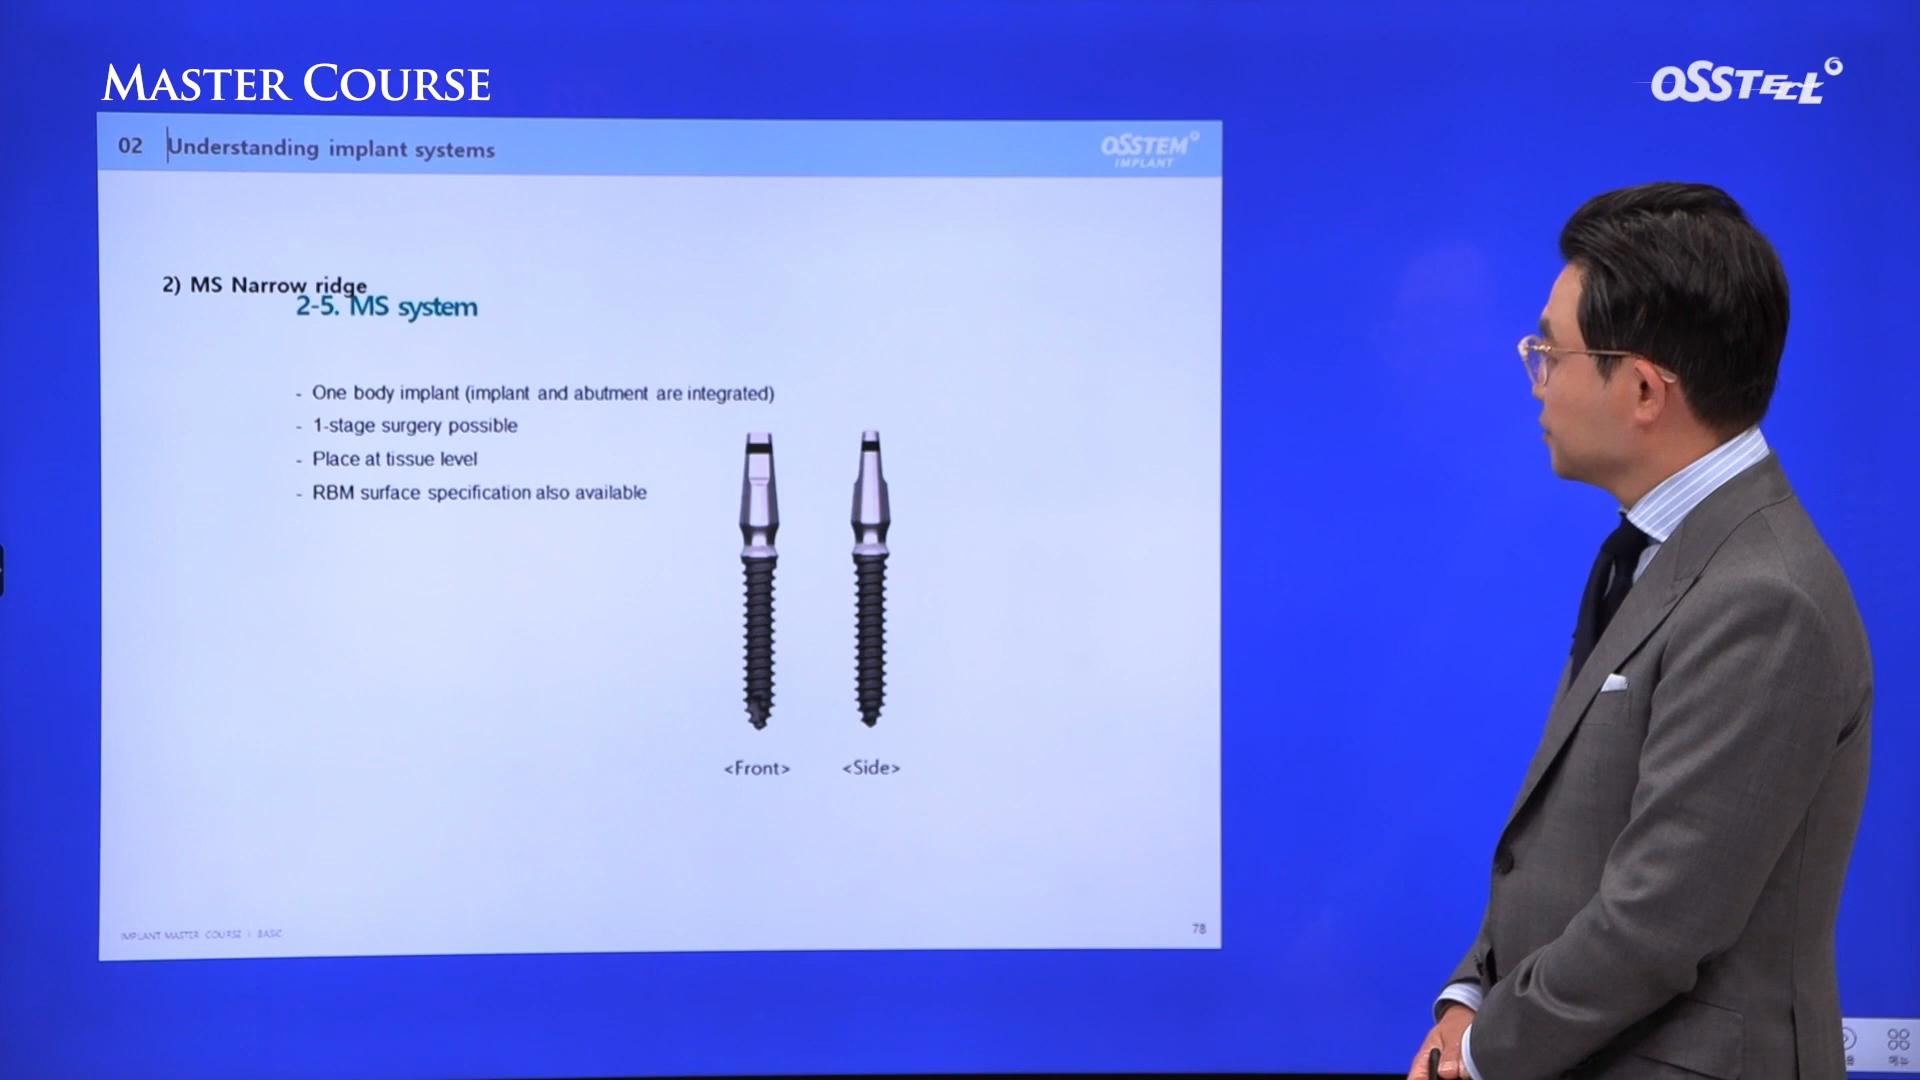 MASTER COURSE
OSSTEM
02 Understanding implant systems
OSSTEM
IMPLANT
2) MS Narrow ridge
2-5. MS system
- One body implant (implant and abutment are integrated)
- 1-stage surgery possible
- Place at tissue level
- RBM surface specification also available
<Front> <Side>
IMPLANT MASTER COURSE | BASIC
78